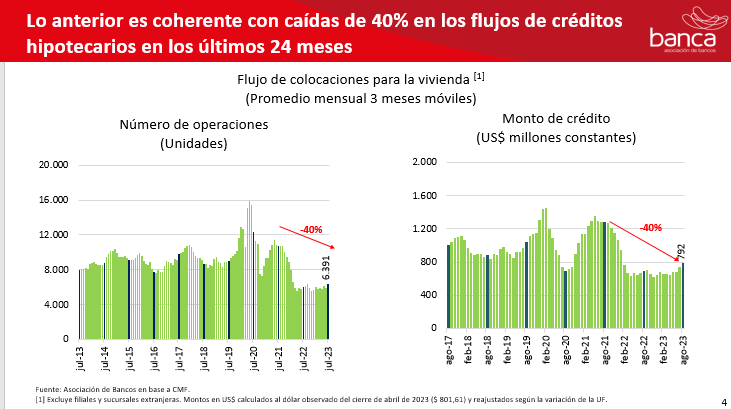 Lo anterior es coherente con caídas de 40% en los flujos de créditos
hipotecarios en los últimos 24 meses
banca
asociación de bancos
Flujo de colocaciones para la vivienda [1]
(Promedio mensual 3 meses móviles)
Número de operaciones
(Unidades)
20.000
16.000
12.000
8.000
4.000
0
-40%
6.391
jul-13
jul-14
jul-15
jul-16
jul-17
jul-18
jul-19
jul-20
jul-21
jul-22
jul-23
Monto de crédito
(US$ millones constantes)
2.000
1.600
1.200
800
400
0
-40%
792
ago-17
feb-18
ago-18
feb-19
ago-19
feb-20
ago-20
feb-21
ago-21
feb-22
ago-22
feb-23
ago-23
Fuente: Asociación de Bancos en base a CMF.
[1] Excluye filiales y sucursales extranjeras. Montos en US$ calculados al dólar observado del cierre de abril de 2023 ($ 801,61) y reajustados según la variación de la UF.
4